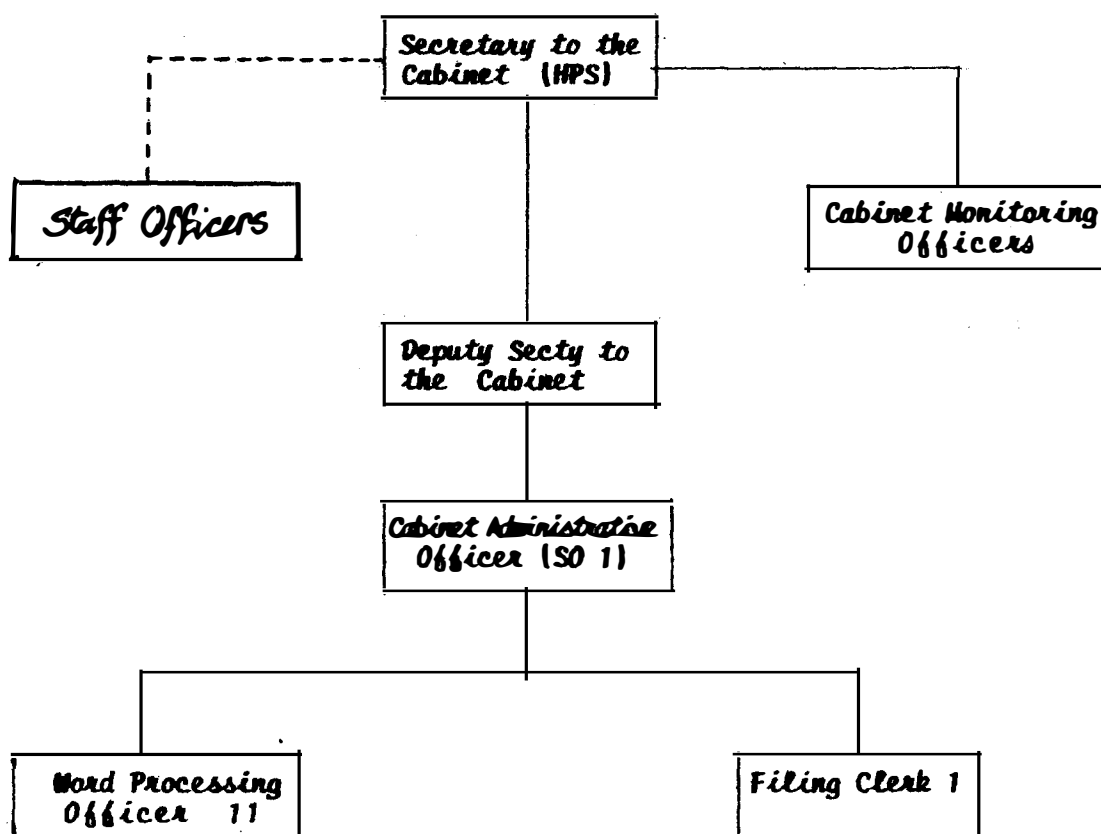 Secretary to the
Cabinet (HPS)
Staff Officers
Cabinet Monitoring
Officers
Deputy Secty to
the Cabinet
Cabinet Administrative
Officer (SO 1)
Word Processing
Officer 11
Filing Clerk 1